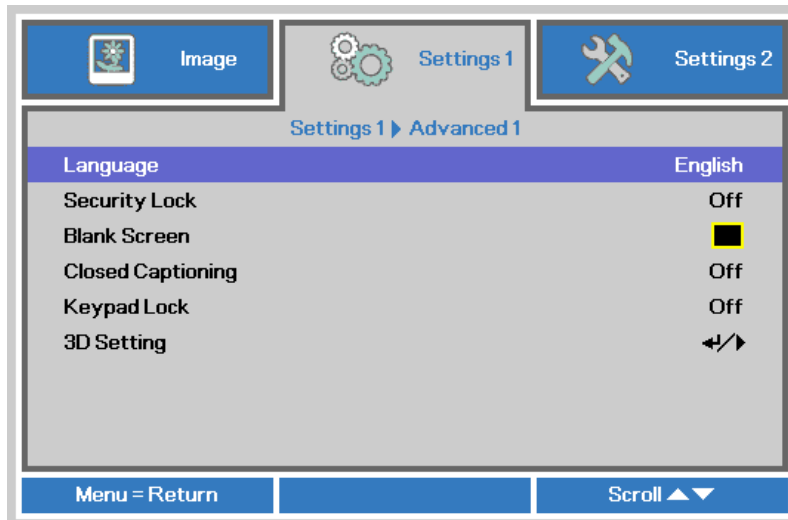 Image Settings 1 Settings 2
Settings 1 ▶ Advanced 1
Language English
Security Lock Off
Blank Screen
Closed Captioning Off
Keypad Lock Off
3D Setting ↵/▶
Menu = Return Scroll ▲▼